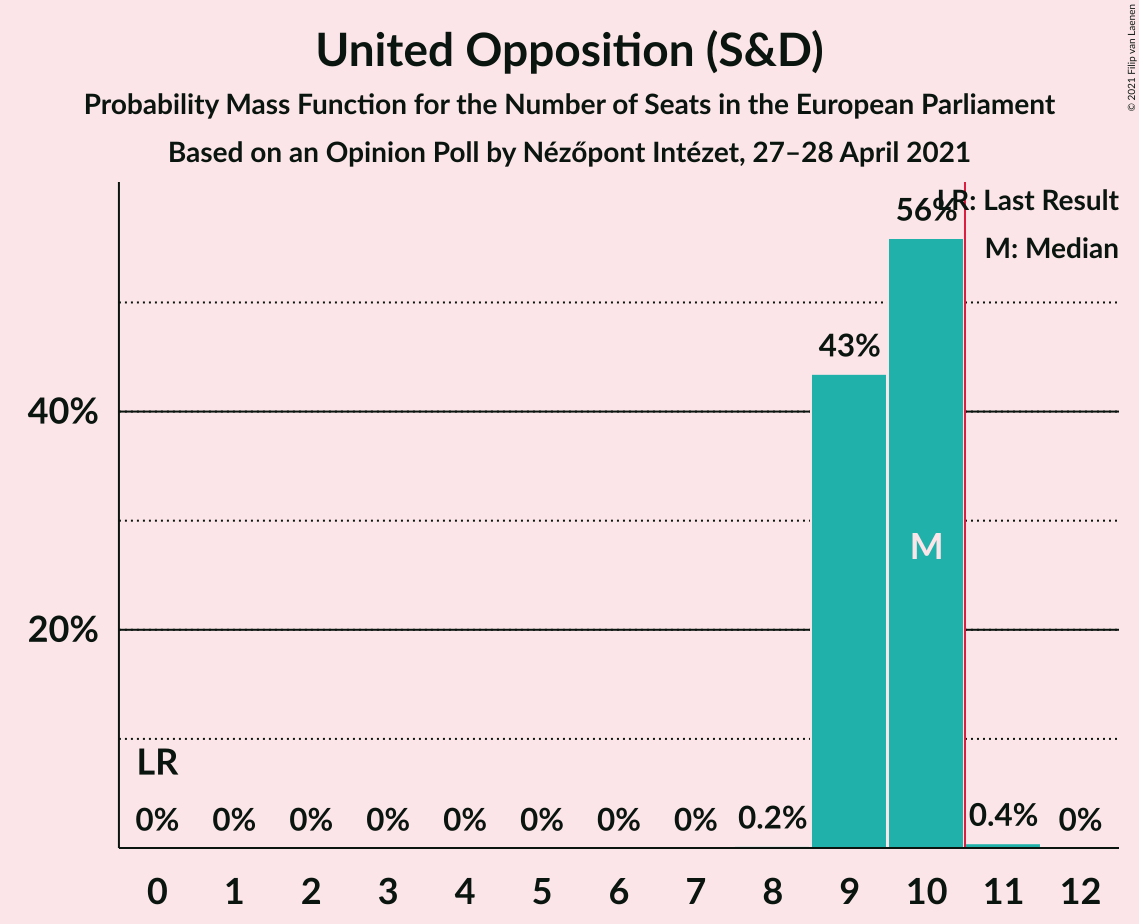 United Opposition (S&D)
Probability Mass Function for the Number of Seats in the European Parliament
Based on an Opinion Poll by Nézőpont Intézet, 27–28 April 2021
© 2021 Filip van Laenen
LR: Last Result
M: Median
56%
43%
40%
M
20%
LR
0% 0% 0% 0% 0% 0% 0% 0% 0.2% 0.4% 0%
0 1 2 3 4 5 6 7 8 9 10 11 12